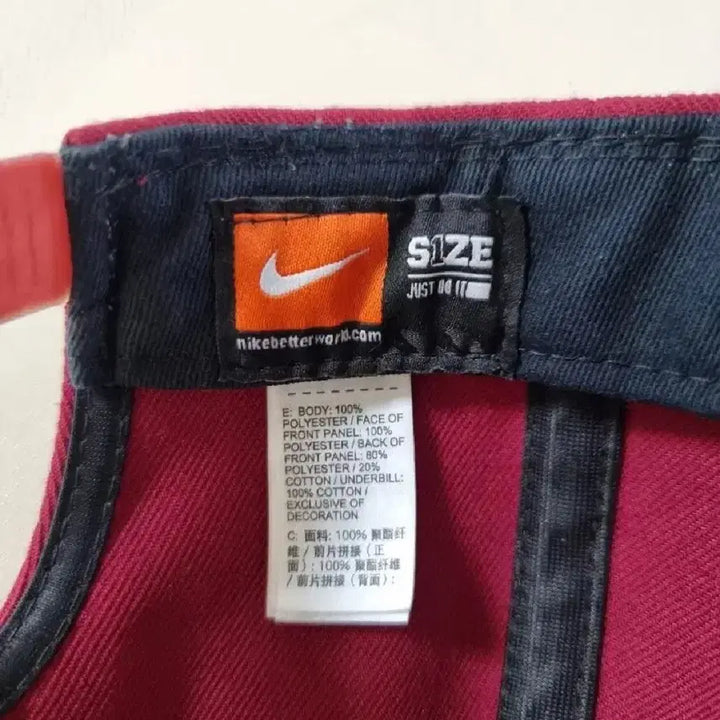 S1ZE
JUST DO IT
nikebetterworld.com
E: BODY: 100%
POLYESTER / FACE OF
FRONT PANEL: 100%
POLYESTER / BACK OF
FRONT PANEL: 80%
POLYESTER / 20%
COTTON / UNDERBILL:
100% COTTON /
EXCLUSIVE OF
DECORATION
C: 面料: 100% 聚酯纤
维 / 前片拼接（正
面）: 100% 聚酯纤维
/ 前片拼接（背面）: